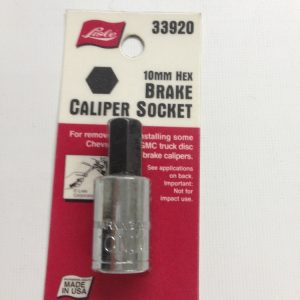 Lisle
33920
10mm HEX
BRAKE
CALIPER SOCKET
For remov installing some
Chev GMC truck disc
brake calipers.
See applications
on back.
Important:
Not for
impact use.
10MM
MADE
IN USA